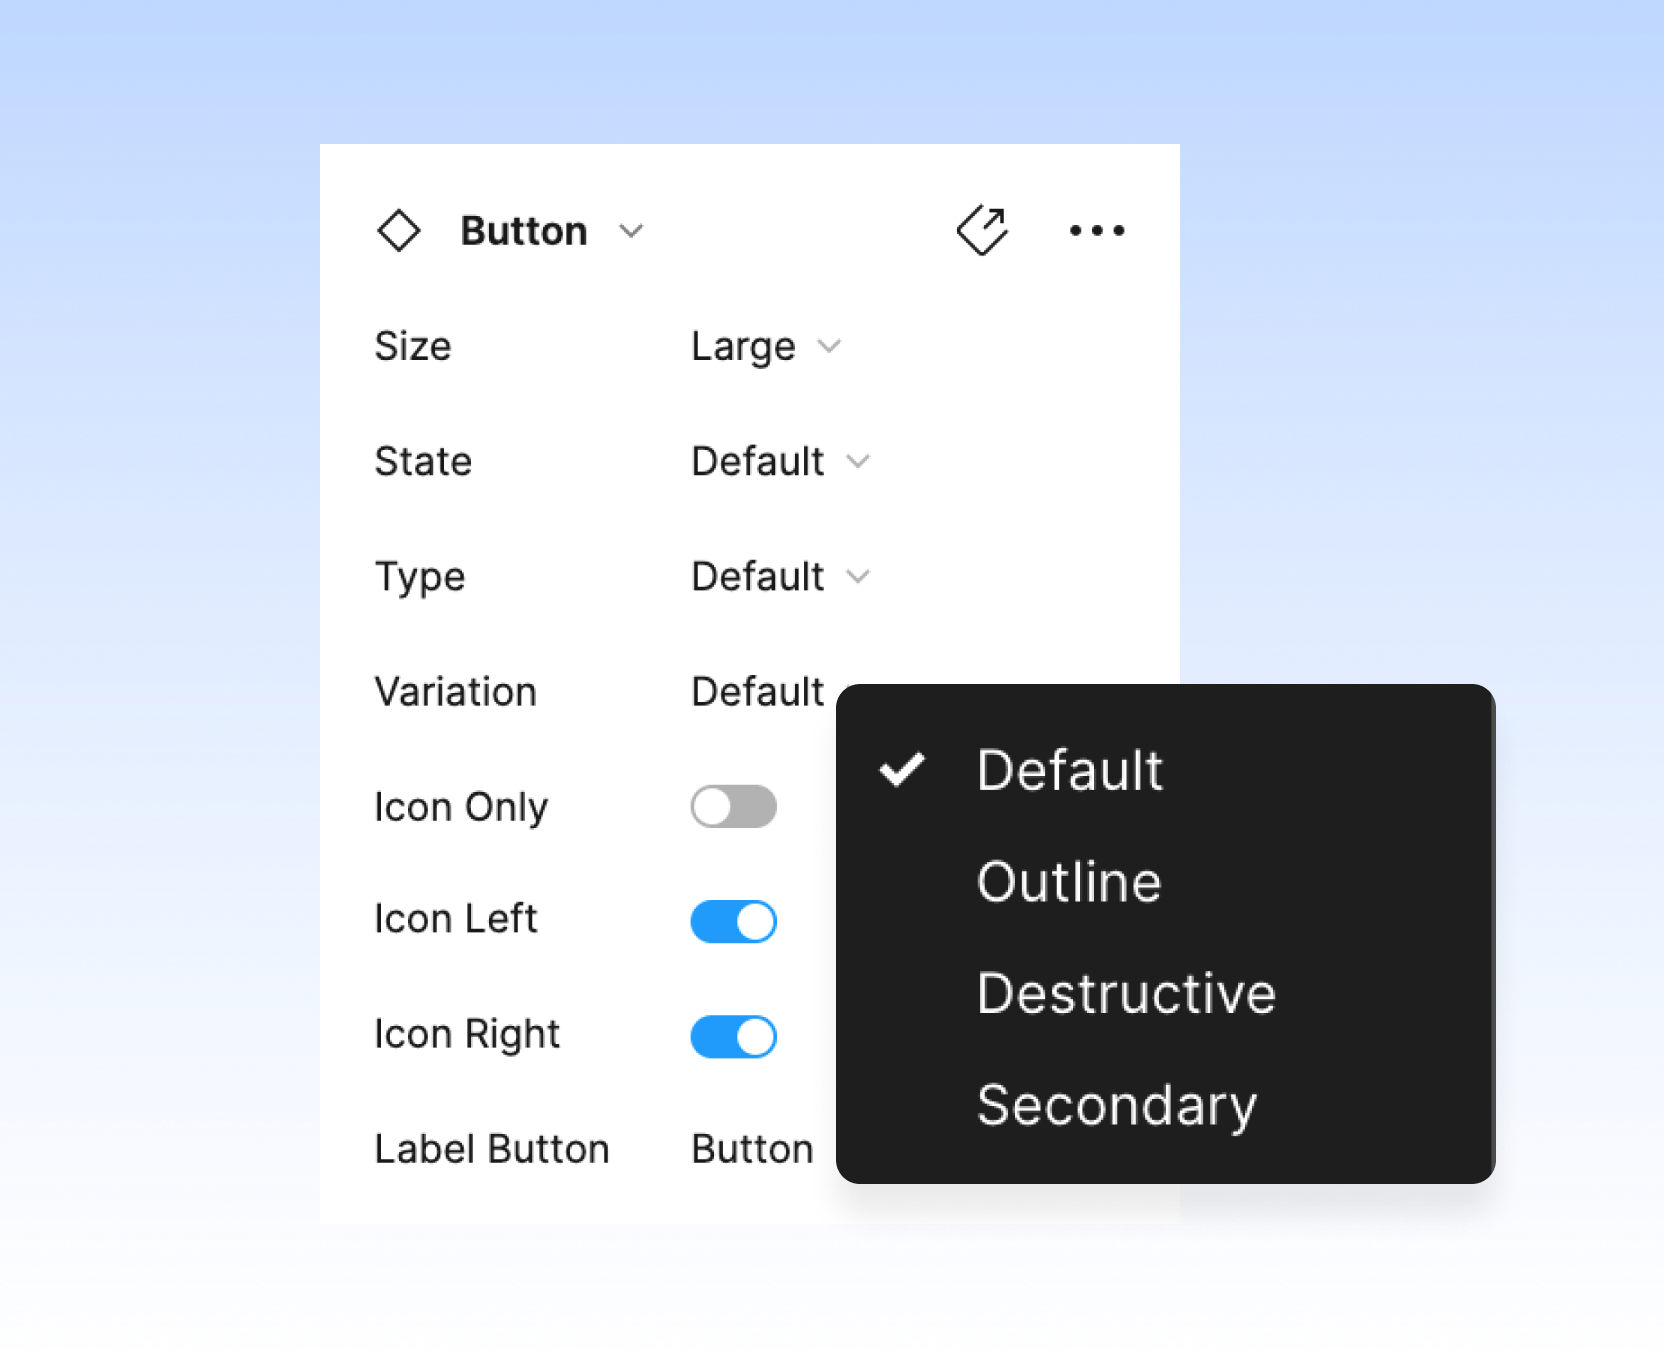 Button
Size Large
State Default
Type Default
Variation Default
Icon Only
Icon Left
Icon Right
Label Button Button
Default
Outline
Destructive
Secondary